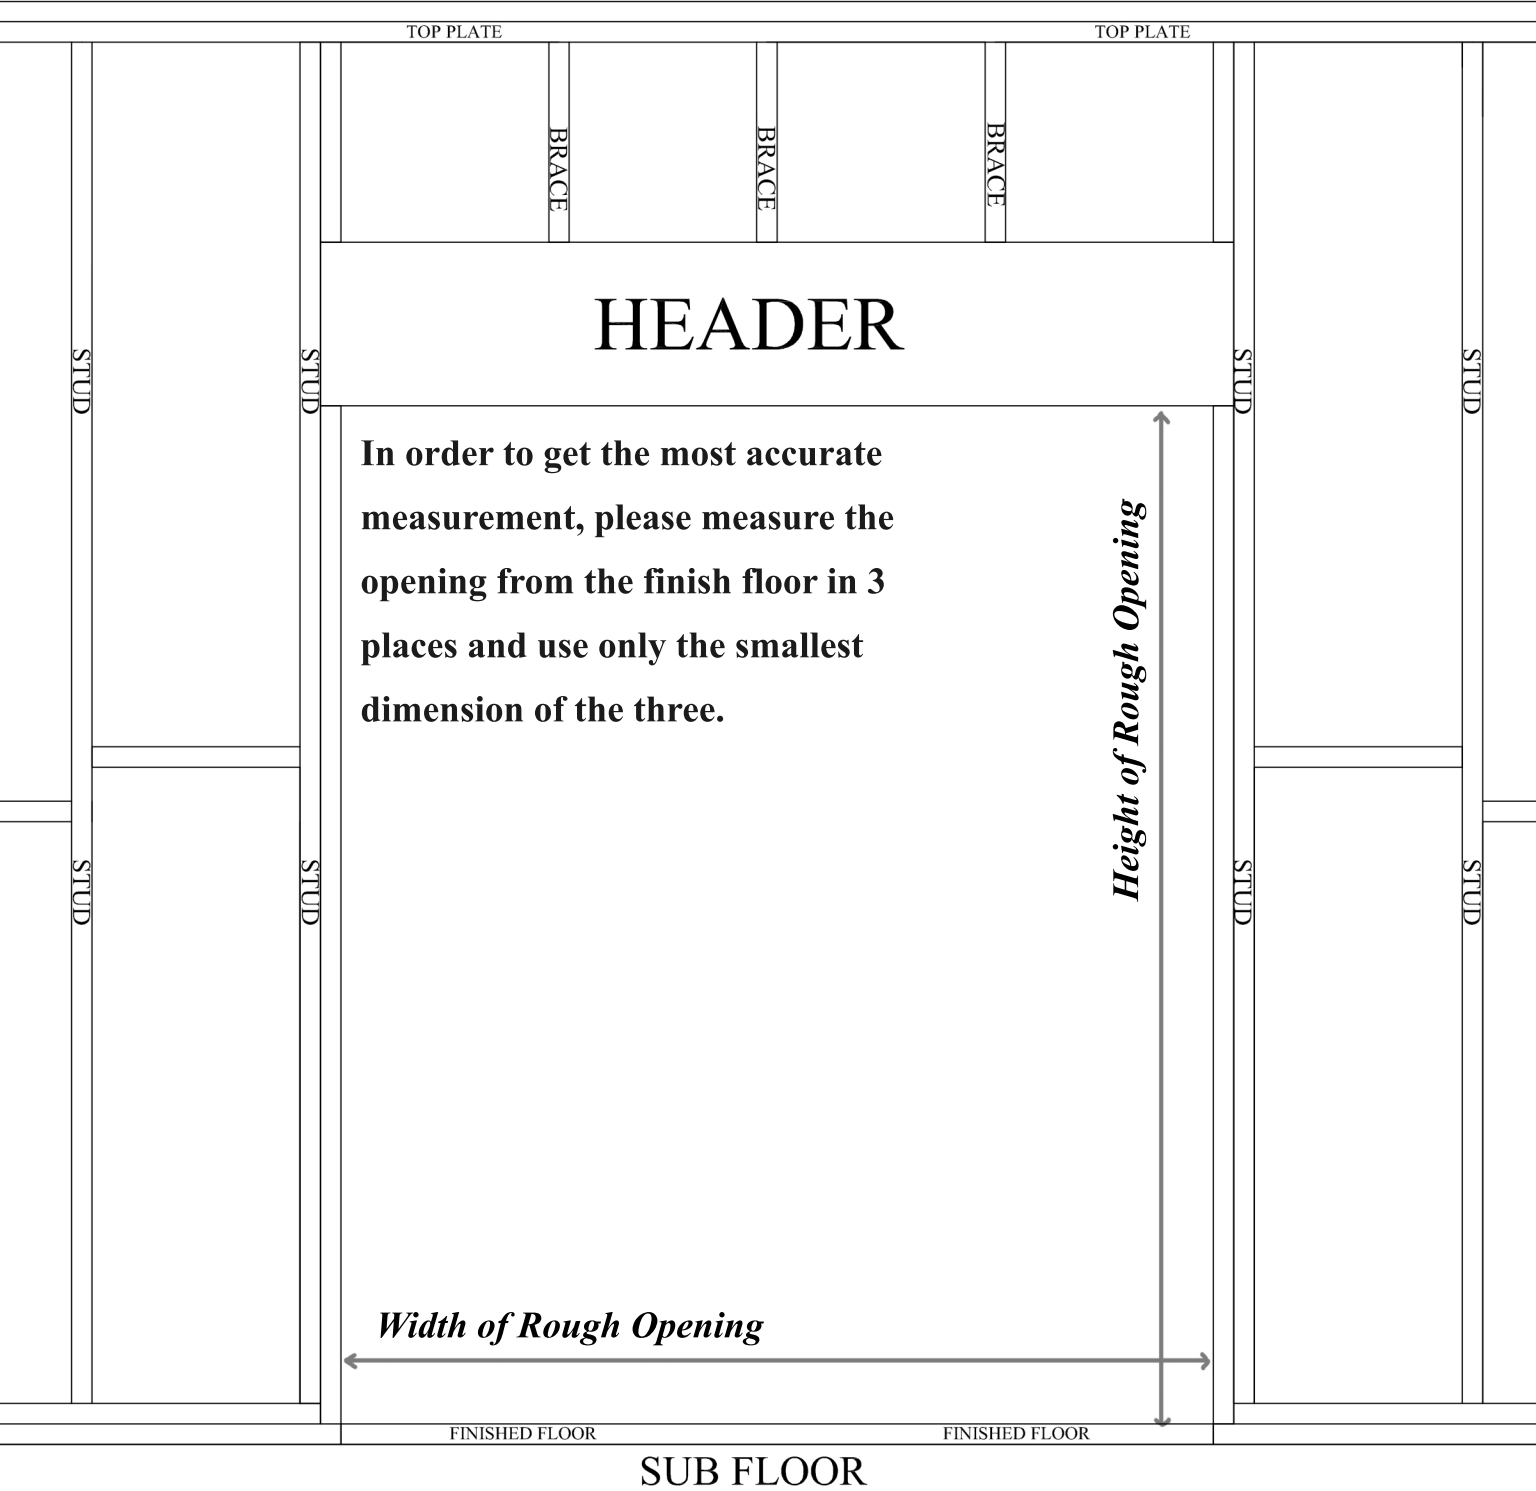 TOP PLATE
TOP PLATE
BRACE
BRACE
BRACE
HEADER
STUD
STUD
STUD
STUD
In order to get the most accurate
measurement, please measure the
opening from the finish floor in 3
places and use only the smallest
dimension of the three.
Height of Rough Opening
STUD
STUD
STUD
STUD
Width of Rough Opening
FINISHED FLOOR
FINISHED FLOOR
SUB FLOOR